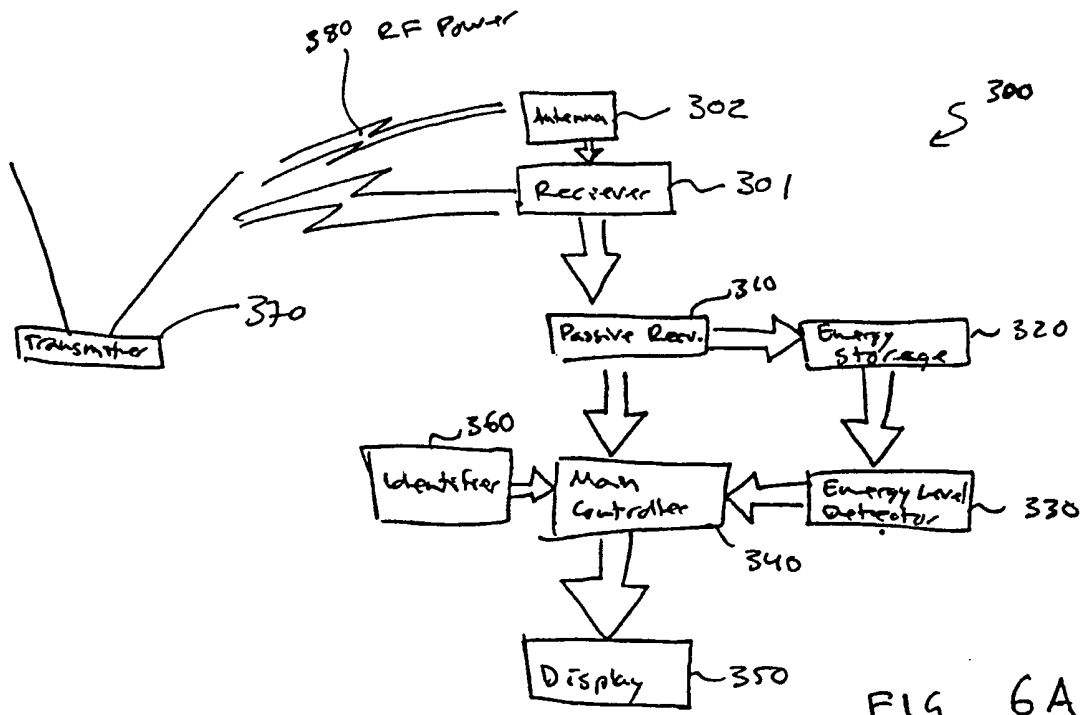 380 RF Power
Antenna
302
300
Reciever
301
370
Transmitter
310
Passive Recv.
Energy
Storage
320
360
Identifier
Main
Controller
Energy Level
Detector
330
340
Display
350
FIG 6A